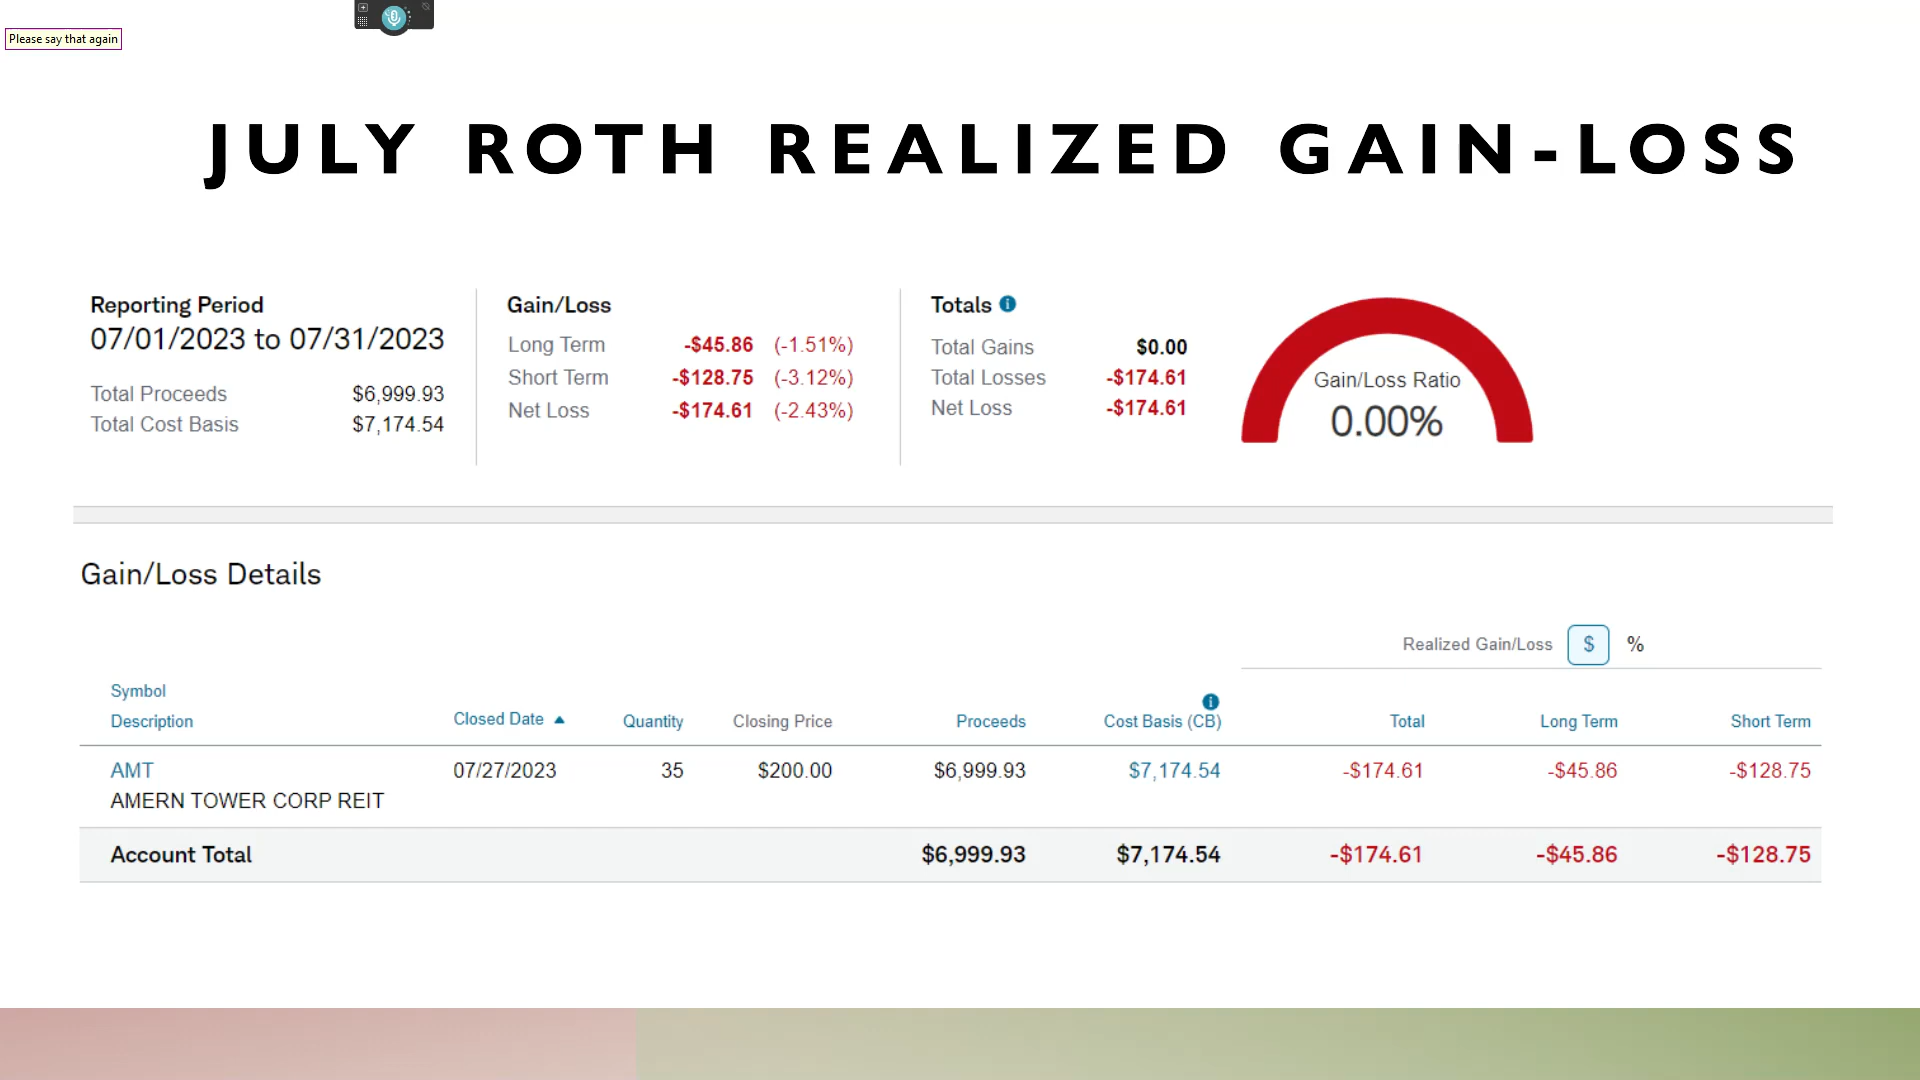 Please say that again
JULY ROTH REALIZED GAIN-LOSS
Reporting Period
07/01/2023 to 07/31/2023
Total Proceeds $6,999.93
Total Cost Basis $7,174.54
Gain/Loss
Long Term -$45.86 (-1.51%)
Short Term -$128.75 (-3.12%)
Net Loss -$174.61 (-2.43%)
Totals
Total Gains $0.00
Total Losses -$174.61
Net Loss -$174.61
Gain/Loss Ratio
0.00%
Gain/Loss Details
Realized Gain/Loss $ %
Symbol
Description Closed Date Quantity Closing Price Proceeds Cost Basis (CB) Total Long Term Short Term
AMT 07/27/2023 35 $200.00 $6,999.93 $7,174.54 -$174.61 -$45.86 -$128.75
AMERN TOWER CORP REIT
Account Total $6,999.93 $7,174.54 -$174.61 -$45.86 -$128.75